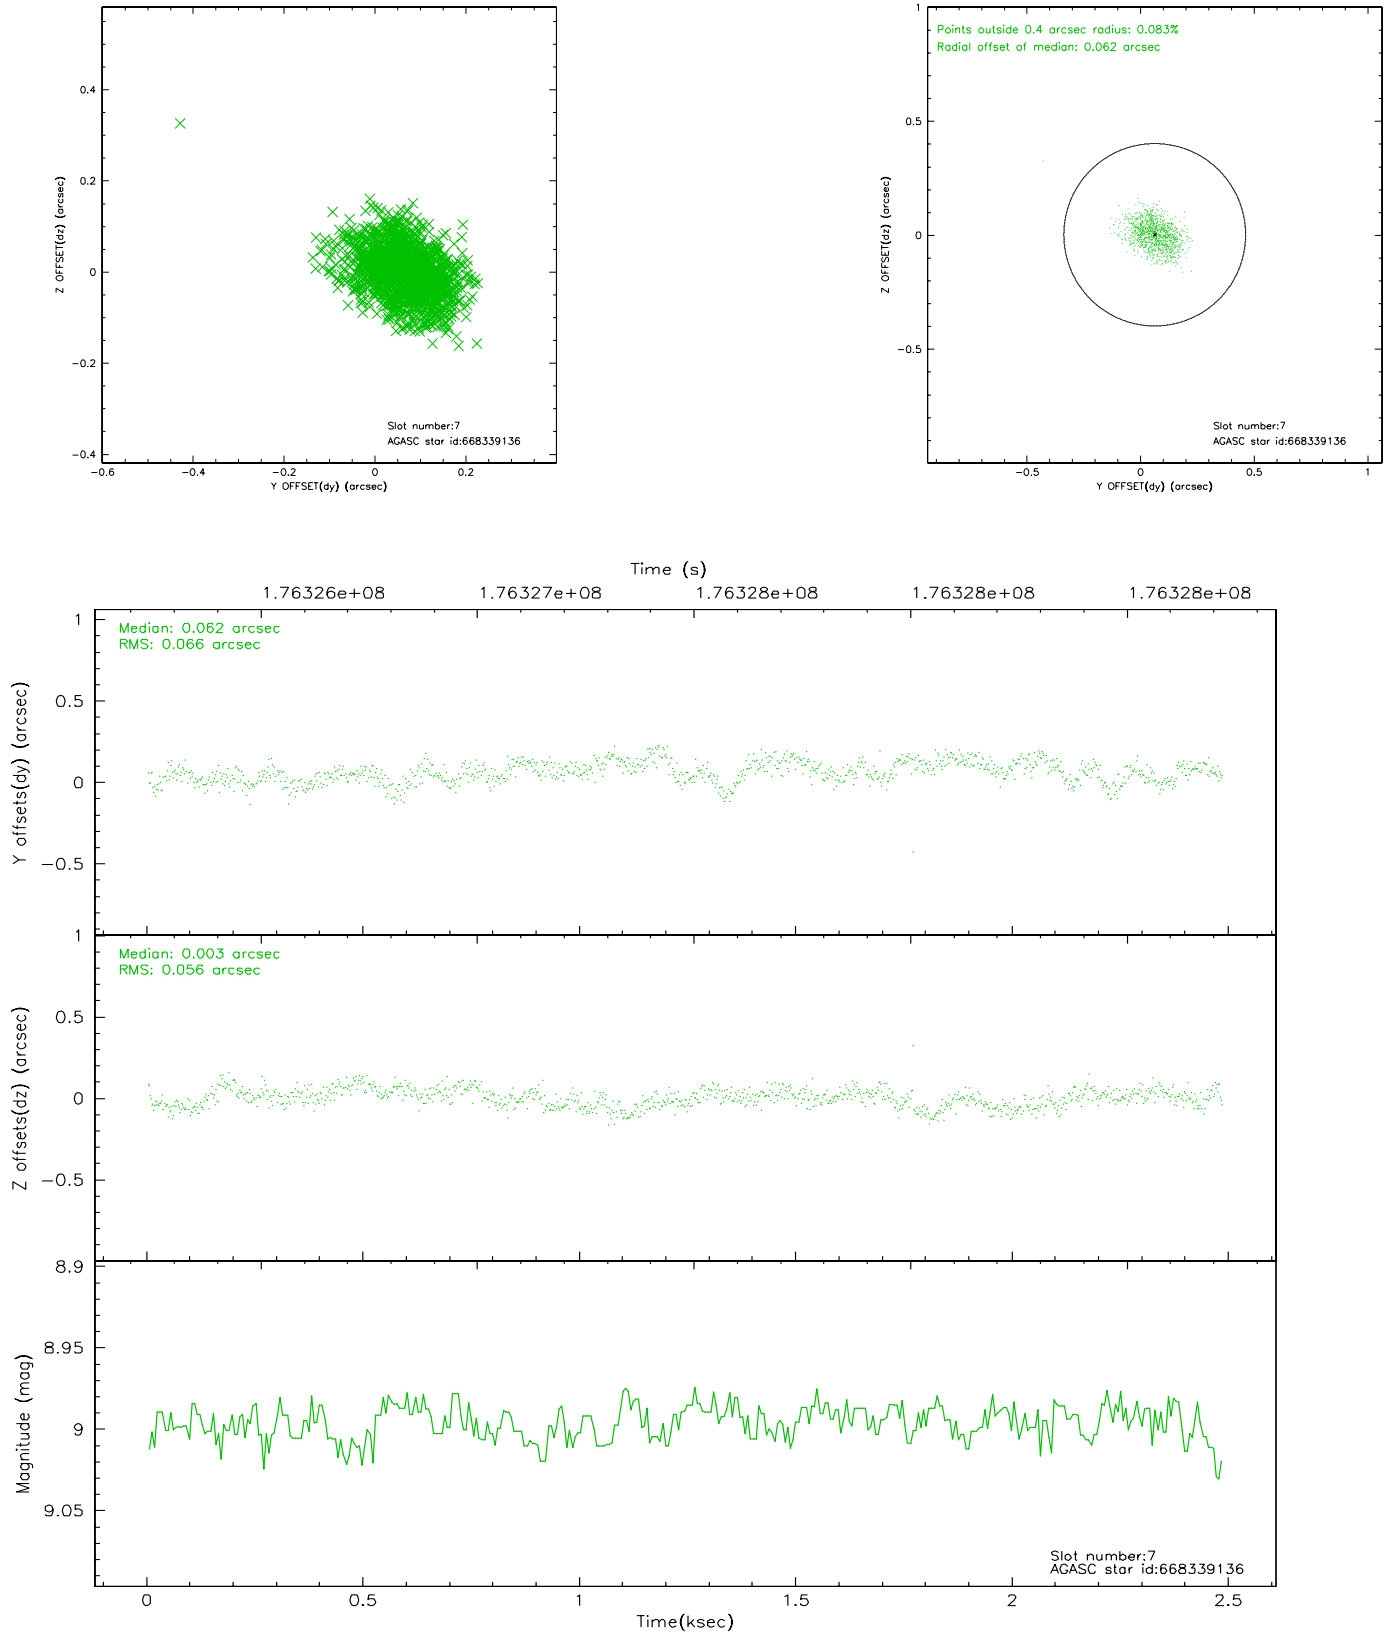 Points outside 0.4 arcsec radius: 0.083%
Radial offset of median: 0.062 arcsec
Z OFFSET(dz) (arcsec)
0.4
0.2
0
−0.2
−0.4
−0.6
−0.4
−0.2
0
0.2
Y OFFSET(dy) (arcsec)
Slot number:7
AGASC star id:668339136
Z OFFSET(dz) (arcsec)
1
0.5
0
−0.5
−0.5
0
0.5
1
Y OFFSET(dy) (arcsec)
Slot number:7
AGASC star id:668339136
Time (s)
1.76326e+08
1.76327e+08
1.76328e+08
1.76328e+08
1.76328e+08
Median: 0.062 arcsec
RMS: 0.066 arcsec
Y offsets(dy) (arcsec)
1
0.5
0
−0.5
Median: 0.003 arcsec
RMS: 0.056 arcsec
Z offsets(dz) (arcsec)
1
0.5
0
−0.5
Magnitude (mag)
8.9
8.95
9
9.05
Slot number:7
AGASC star id:668339136
0
0.5
1
1.5
2
2.5
Time(ksec)